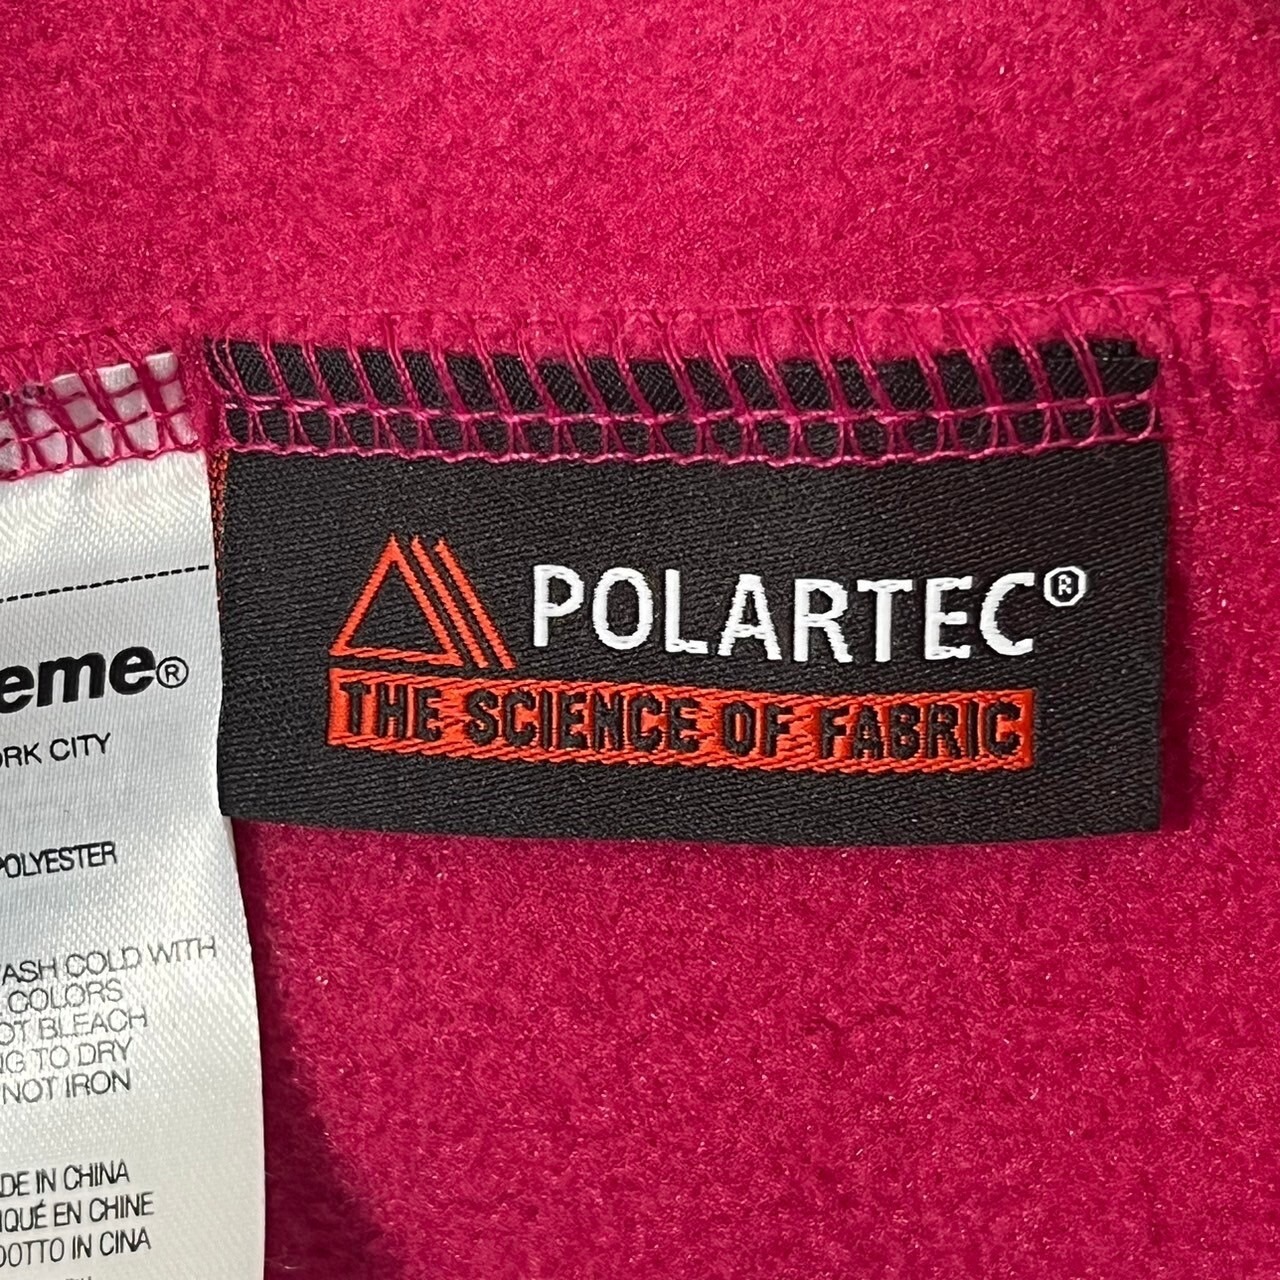 POLARTEC®
THE SCIENCE OF FABRIC
eme®
ORK CITY
POLYESTER
ASH COLD WITH
COLORS
OT BLEACH
NG TO DRY
NOT IRON
DE IN CHINA
IQUÉ EN CHINE
DOTTO IN CINA